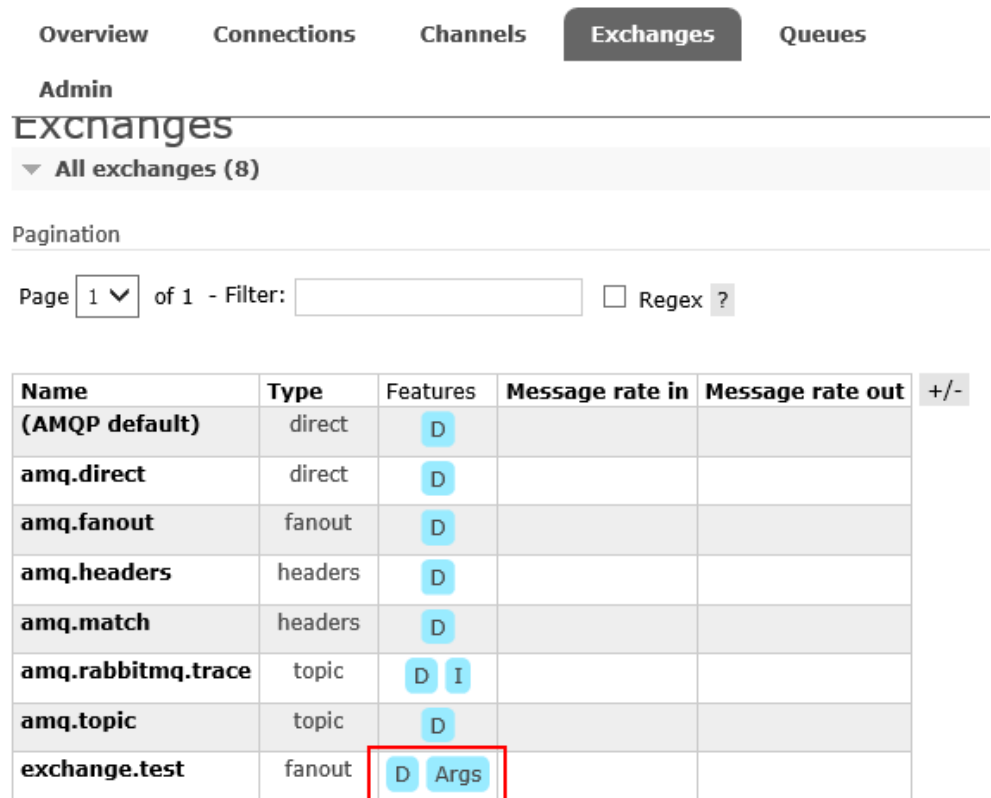 Overview Connections Channels Exchanges Queues
Admin
Exchanges
All exchanges (8)
Pagination
Page 1 of 1 - Filter: Regex ?
Name Type Features Message rate in Message rate out +/-
(AMQP default) direct D
amq.direct direct D
amq.fanout fanout D
amq.headers headers D
amq.match headers D
amq.rabbitmq.trace topic D I
amq.topic topic D
exchange.test fanout D Args